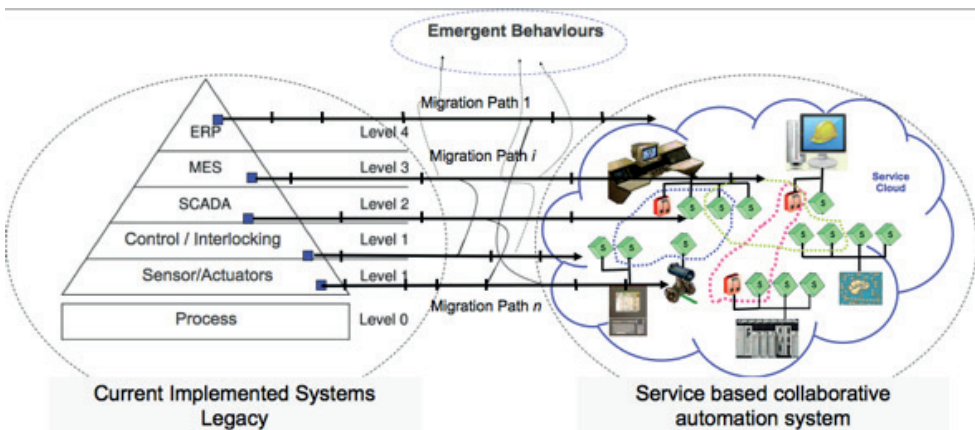 Emergent Behaviours
Migration Path 1
ERP
Level 4
Migration Path i
MES
Level 3
Service
Cloud
SCADA
Level 2
S S S S
Control / Interlocking
Level 1
S S S S S S S
Sensor/Actuators
Level 1
S S S
Migration Path n
Process
Level 0
Current Implemented Systems
Legacy
Service based collaborative
automation system